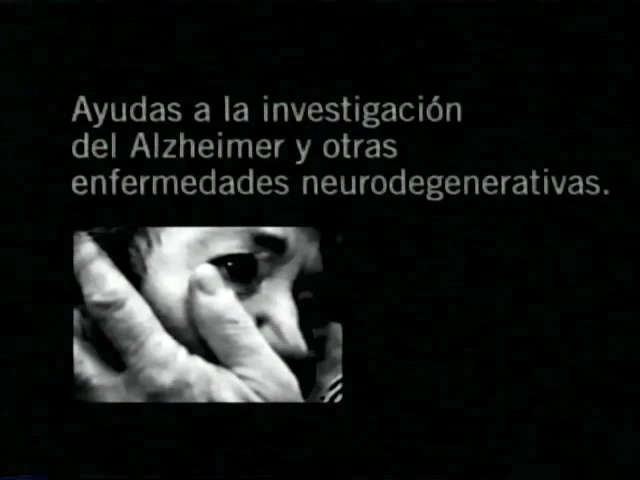 Ayudas a la investigación
del Alzheimer y otras
enfermedades neurodegenerativas.